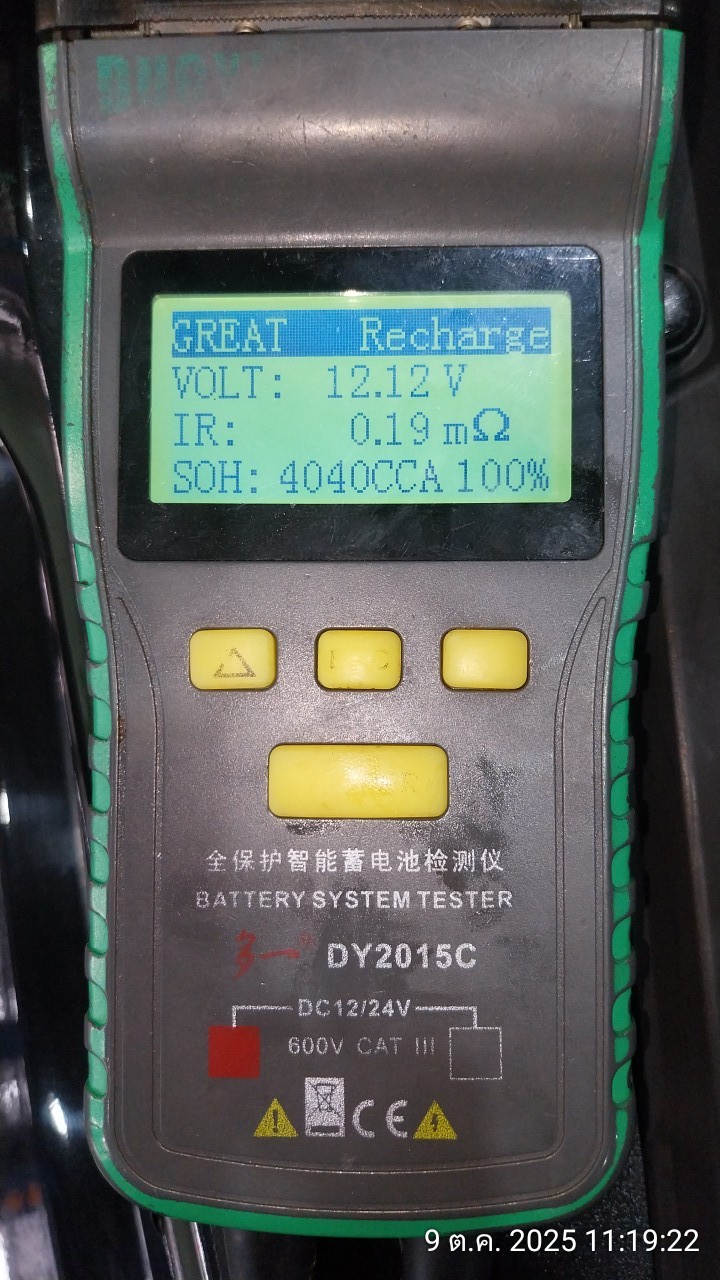 GREAT Recharge
VOLT: 12.12 V
IR: 0.19 mΩ
SOH: 4040CCA 100%
全保护智能蓄电池检测仪
BATTERY SYSTEM TESTER
多一 DY2015C
DC12/24V
600V CAT III
CE
9 ต.ค. 2025 11:19:22